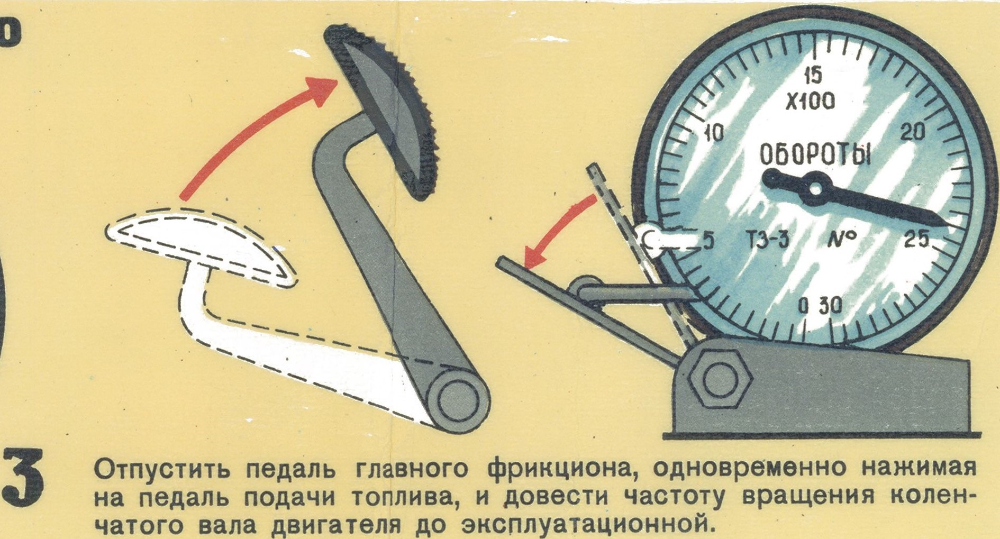 о
15
X100
10
20
ОБОРОТЫ
5 ТЭ-3 № 25
0 30
3
Отпустить педаль главного фрикциона, одновременно нажимая
на педаль подачи топлива, и довести частоту вращения колен-
чатого вала двигателя до эксплуатационной.